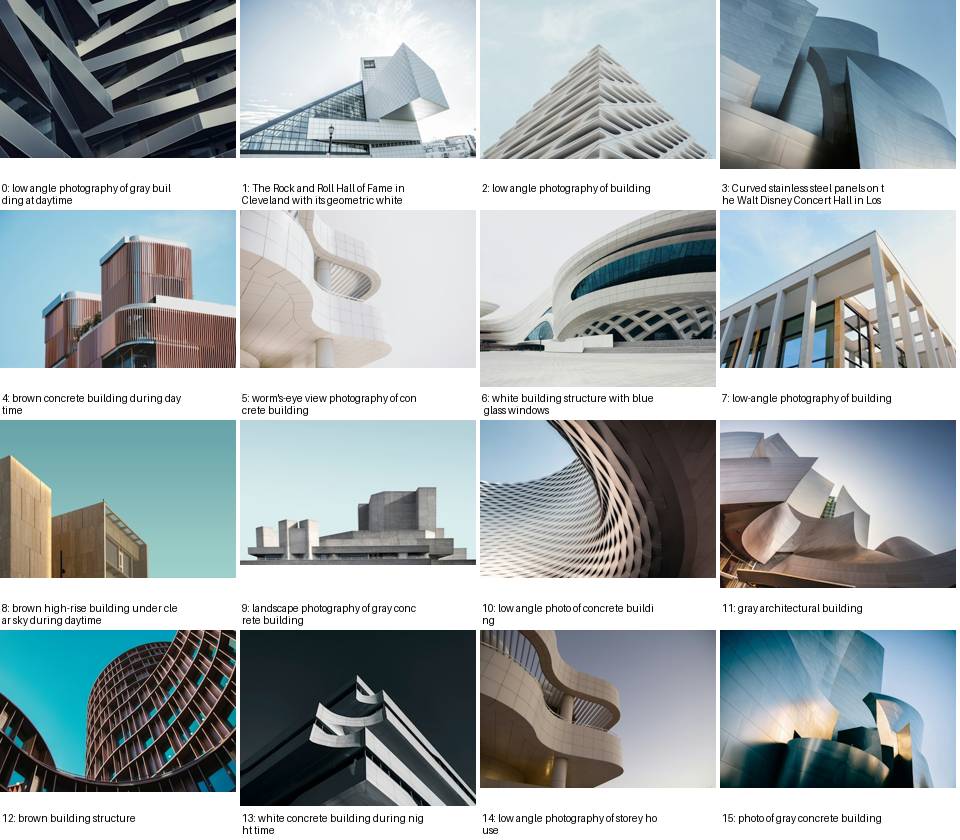 0: low angle photography of gray buil
ding at daytime
1: The Rock and Roll Hall of Fame in
Cleveland with its geometric white
2: low angle photography of building
3: Curved stainless steel panels on t
he Walt Disney Concert Hall in Los
4: brown concrete building during day
time
5: worm's-eye view photography of con
crete building
6: white building structure with blue
glass windows
7: low-angle photography of building
8: brown high-rise building under cle
ar sky during daytime
9: landscape photography of gray conc
rete building
10: low angle photo of concrete buildi
ng
11: gray architectural building
12: brown building structure
13: white concrete building during nig
ht time
14: low angle photography of storey ho
use
15: photo of gray concrete building